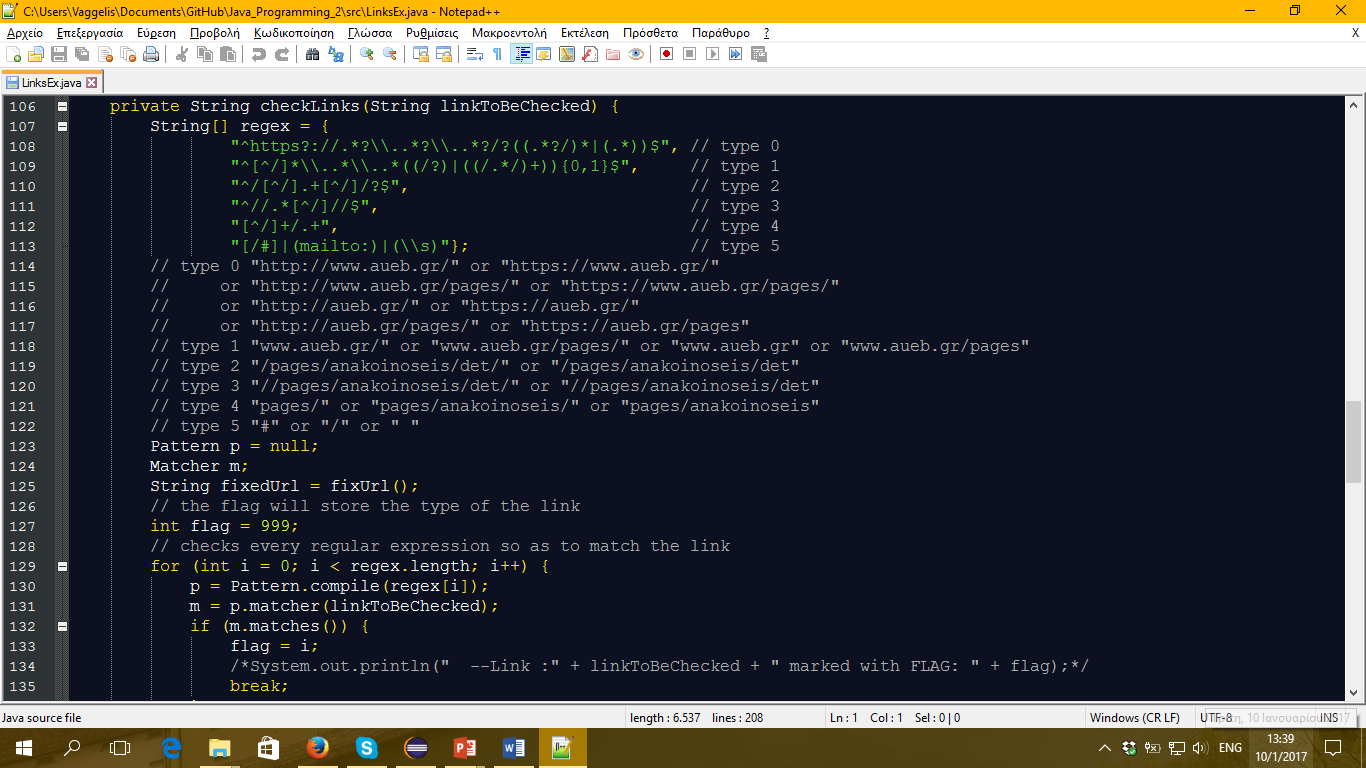 C:\Users\Vaggelis\Documents\GitHub\Java_Programming_2\src\LinksEx.java - Notepad++
Αρχείο Επεξεργασία Εύρεση Προβολή Κωδικοποίηση Γλώσσα Ρυθμίσεις Μακροεντολή Εκτέλεση Πρόσθετα Παράθυρο ? X
LinksEx.java
106 private String checkLinks(String linkToBeChecked) {
107 String[] regex = {
108 "^https?://.*?\\..*?\\..*?/?((.*?/)*|(.*))$", // type 0
109 "^[^/]*\\..*\\..*((/?)|((/.*/)+)){0,1}$", // type 1
110 "^/[^/].+[^/]/?$", // type 2
111 "^//.*[^/]//$", // type 3
112 "[^/]+/.+", // type 4
113 "[/#]|(mailto:)|(\\s)"}; // type 5
114 // type 0 "http://www.aueb.gr/" or "https://www.aueb.gr/"
115 // or "http://www.aueb.gr/pages/" or "https://www.aueb.gr/pages/"
116 // or "http://aueb.gr/" or "https://aueb.gr/"
117 // or "http://aueb.gr/pages/" or "https://aueb.gr/pages"
118 // type 1 "www.aueb.gr/" or "www.aueb.gr/pages/" or "www.aueb.gr" or "www.aueb.gr/pages"
119 // type 2 "/pages/anakoinoseis/det/" or "/pages/anakoinoseis/det"
120 // type 3 "//pages/anakoinoseis/det/" or "//pages/anakoinoseis/det"
121 // type 4 "pages/" or "pages/anakoinoseis/" or "pages/anakoinoseis"
122 // type 5 "#" or "/" or " "
123 Pattern p = null;
124 Matcher m;
125 String fixedUrl = fixUrl();
126 // the flag will store the type of the link
127 int flag = 999;
128 // checks every regular expression so as to match the link
129 for (int i = 0; i < regex.length; i++) {
130 p = Pattern.compile(regex[i]);
131 m = p.matcher(linkToBeChecked);
132 if (m.matches()) {
133 flag = i;
134 /*System.out.println("  --Link :" + linkToBeChecked + " marked with FLAG: " + flag);*/
135 break;
Java source file length : 6.537 lines : 208 Ln : 1 Col : 1 Sel : 0 | 0 Windows (CR LF) UTF-8 INS
ENG 13:39
10/1/2017